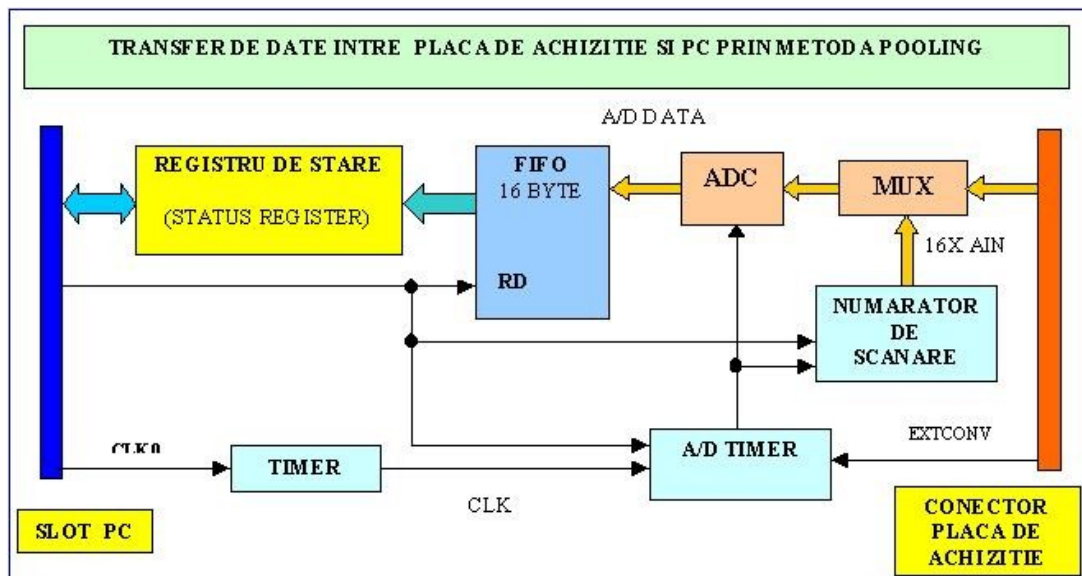 TRANSFER DE DATE INTRE PLACA DE ACHIZITIE SI PC PRIN METODA POOLING
A/D DATA
REGISTRU DE STARE
(STATUS REGISTER)
FIFO
16 BYTE
RD
ADC
MUX
16X AIN
NUMARATOR
DE
SCANARE
CLK0
TIMER
CLK
A/D TIMER
EXTCONV
SLOT PC
CONECTOR
PLACA DE
ACHIZITIE